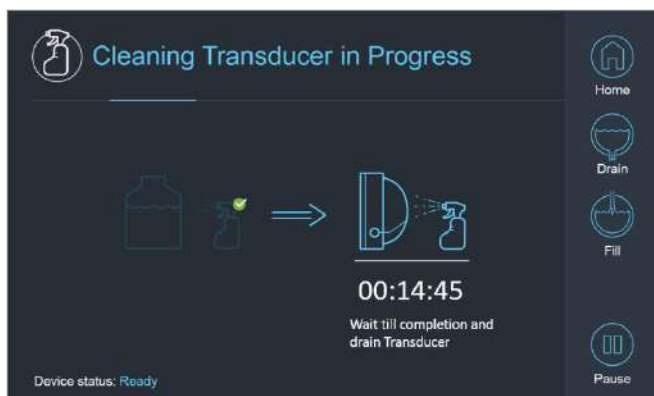 Cleaning Transducer in Progress
Home
Drain
Fill
00:14:45
Wait till completion and
drain Transducer
Device status: Ready
Pause